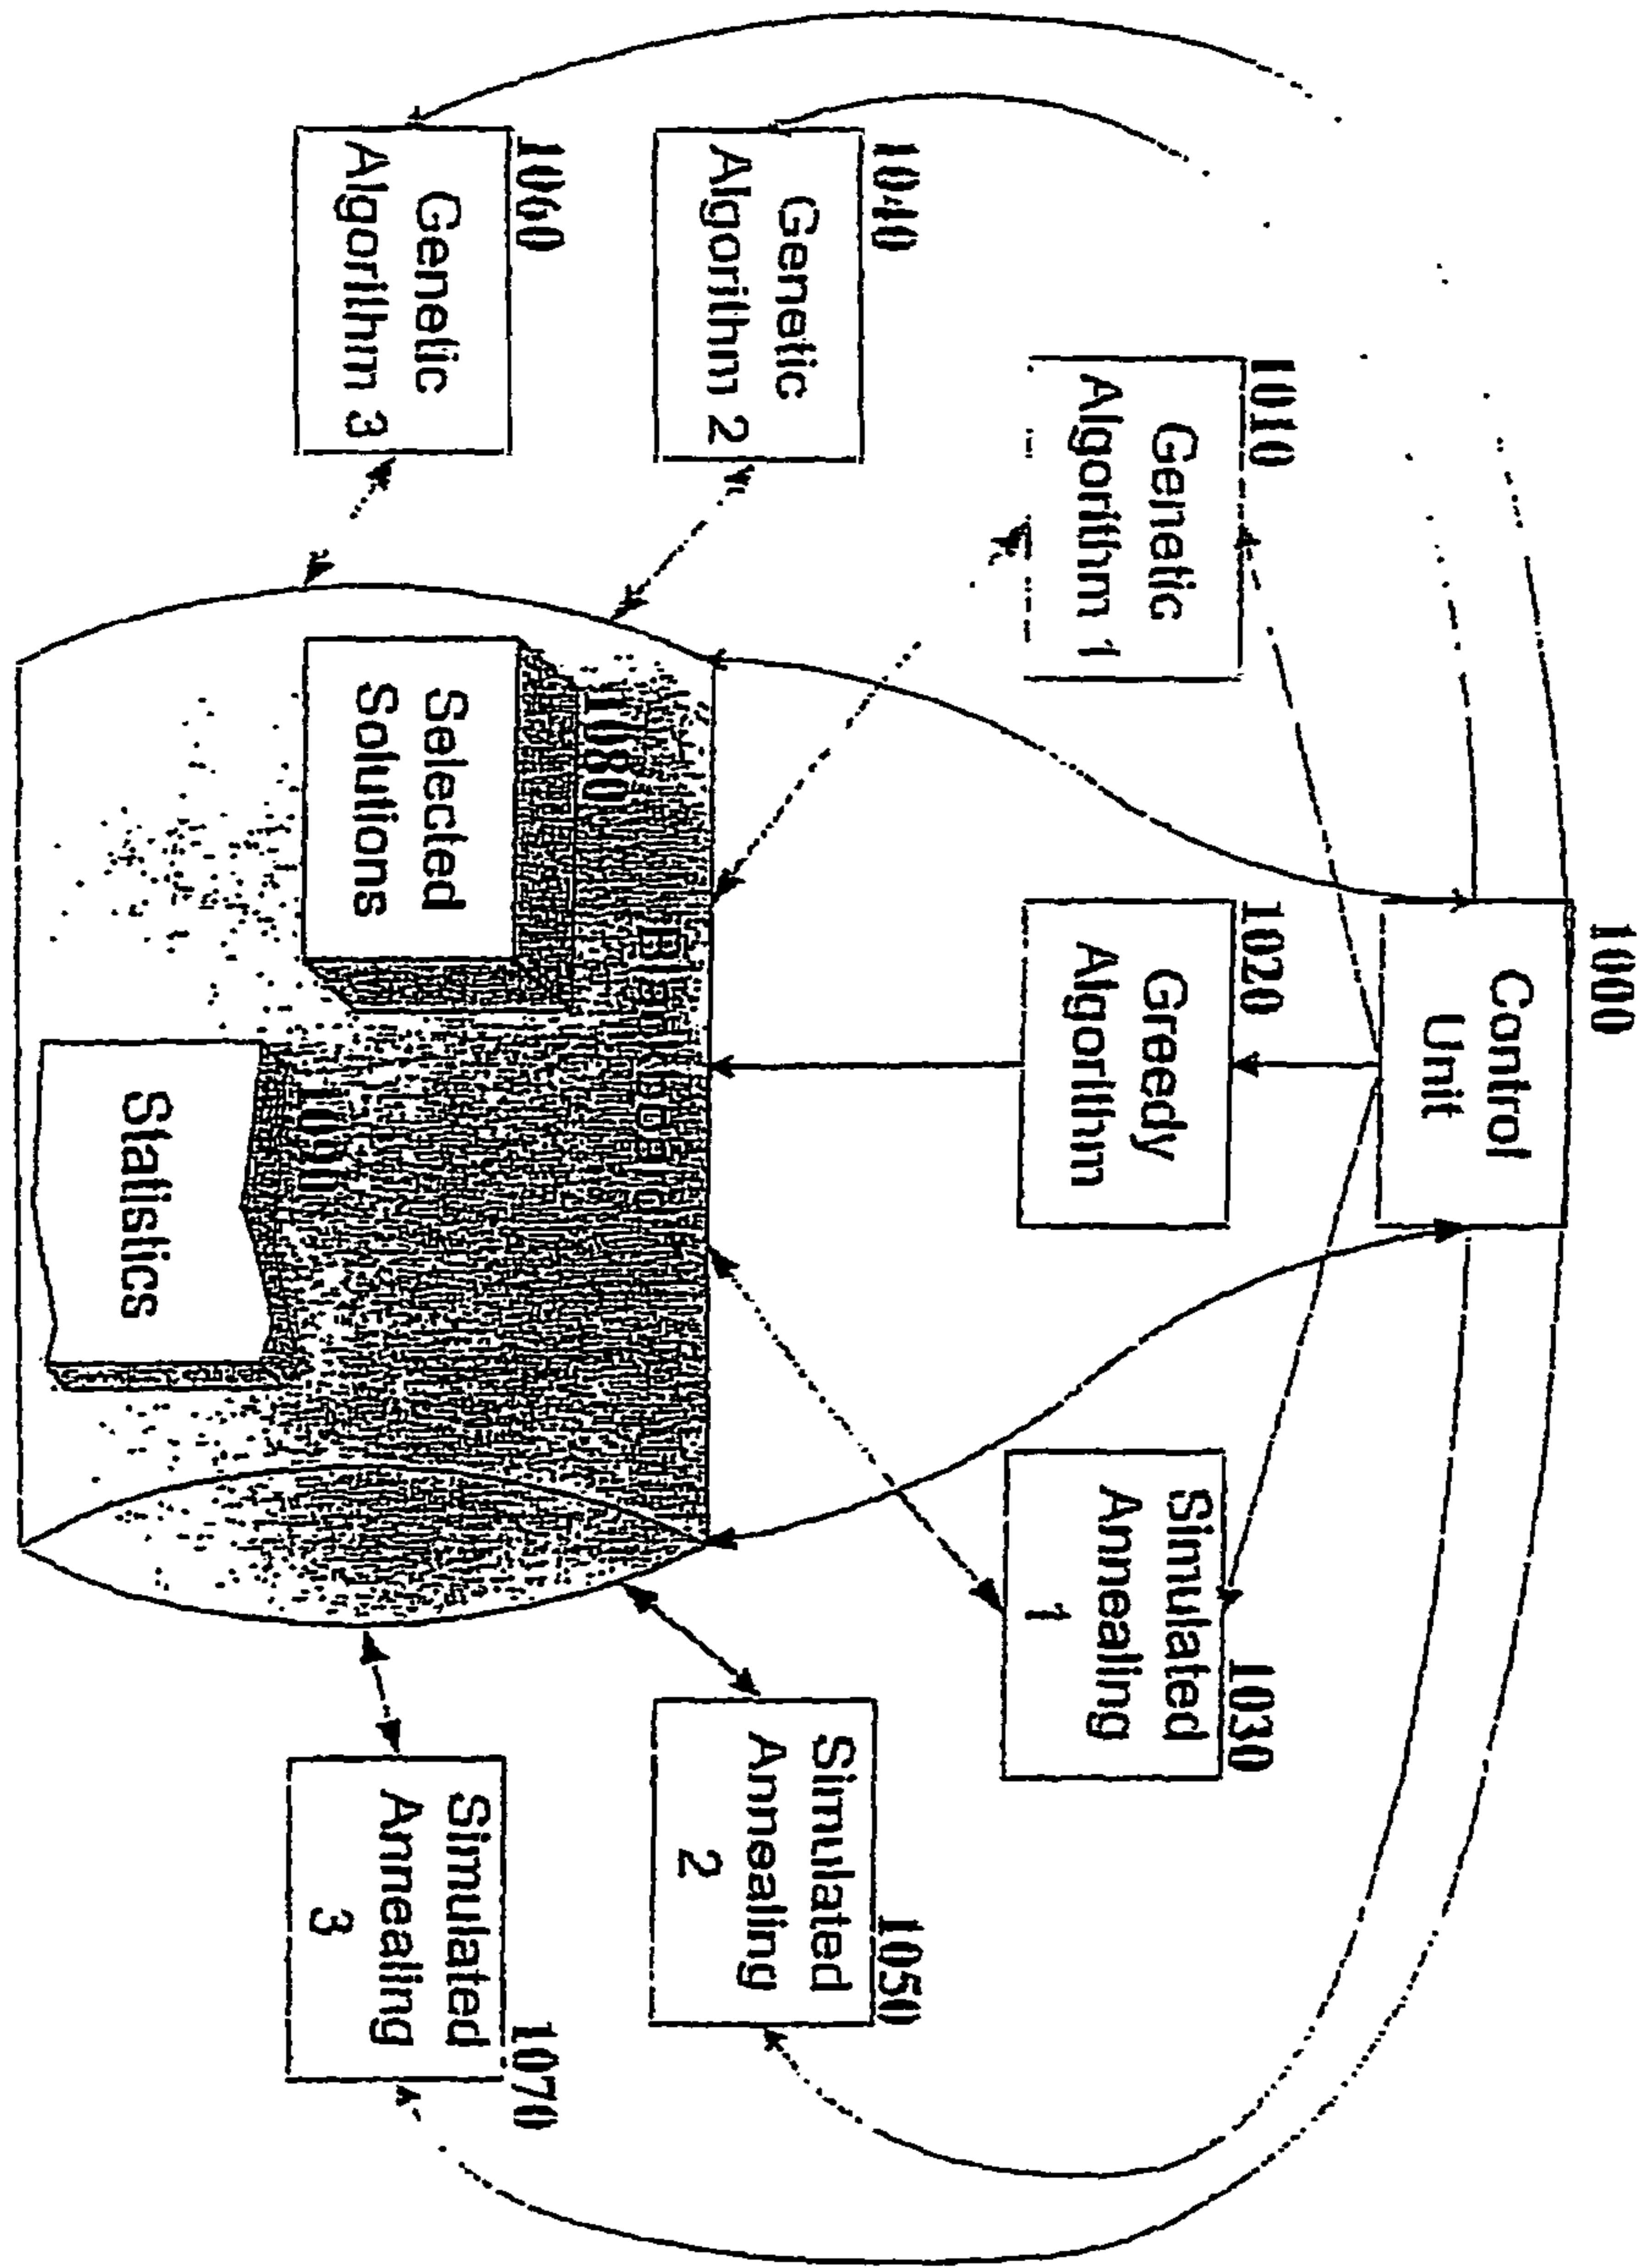 1000
Control
Unit
1010
Genetic
Algorithm 1
1020
Greedy
Algorithm
1030
Simulated
Annealing
1
1040
Genetic
Algorithm 2
1050
Simulated
Annealing
2
1060
Genetic
Algorithm 3
1070
Simulated
Annealing
3
1080
Selected
Solutions
1090
Statistics